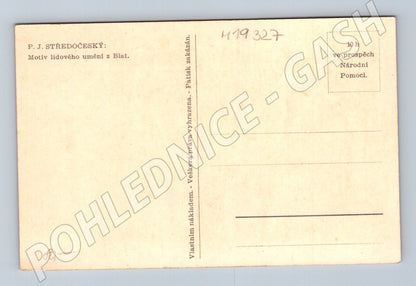 F. J. STŘEDOČESKÝ:
Motiv lidového umění z Blat.
419327
10 h
ve prospěch
Národní
Pomoci.
Vlastním nákladem. - Veškerá práva vyhrazena. - Patisk zakázán.
POHLEDNICE - GASH